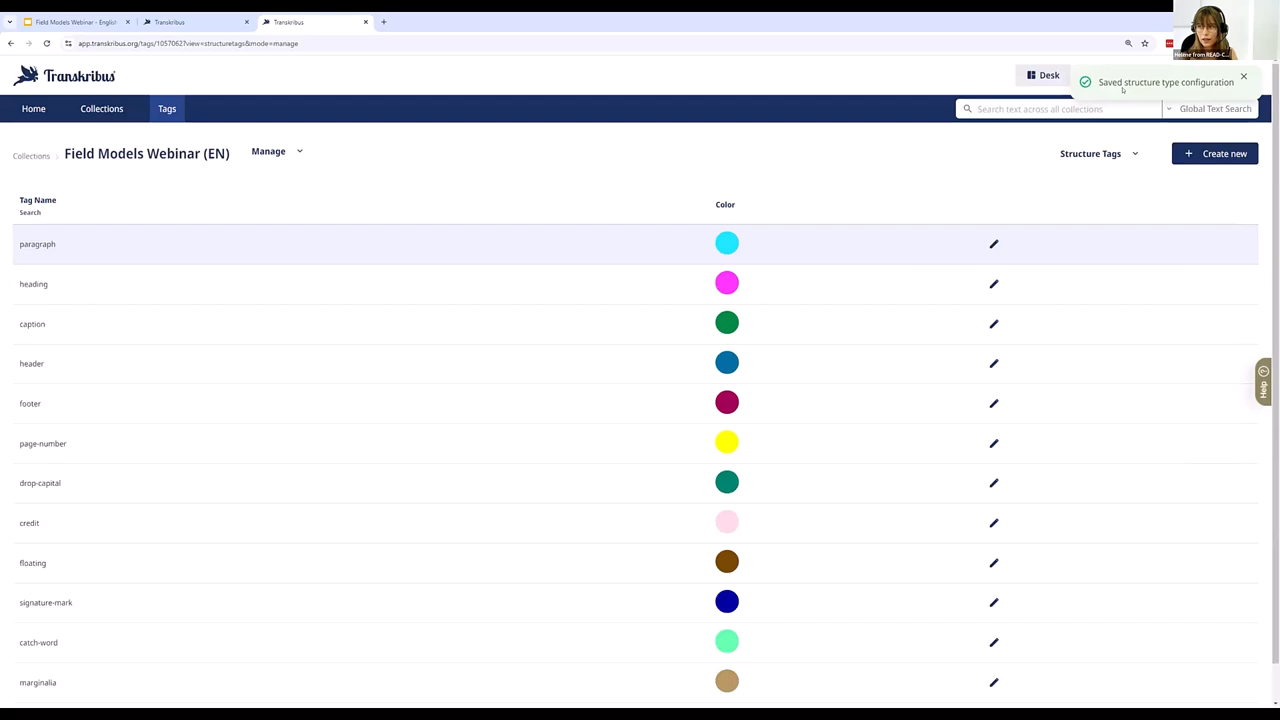 Field Models Webinar - English
Transkribus
Transkribus
app.transkribus.org/tags/1057062?view=structuretags&mode=manage
Helene from READ-C...
Transkribus
Desk
Saved structure type configuration
Home
Collections
Tags
Search text across all collections
Global Text Search
Collections
Field Models Webinar (EN)
Manage
Structure Tags
+ Create new
Tag Name
Color
Search
paragraph
heading
caption
header
footer
page-number
drop-capital
credit
floating
signature-mark
catch-word
marginalia
Help ?